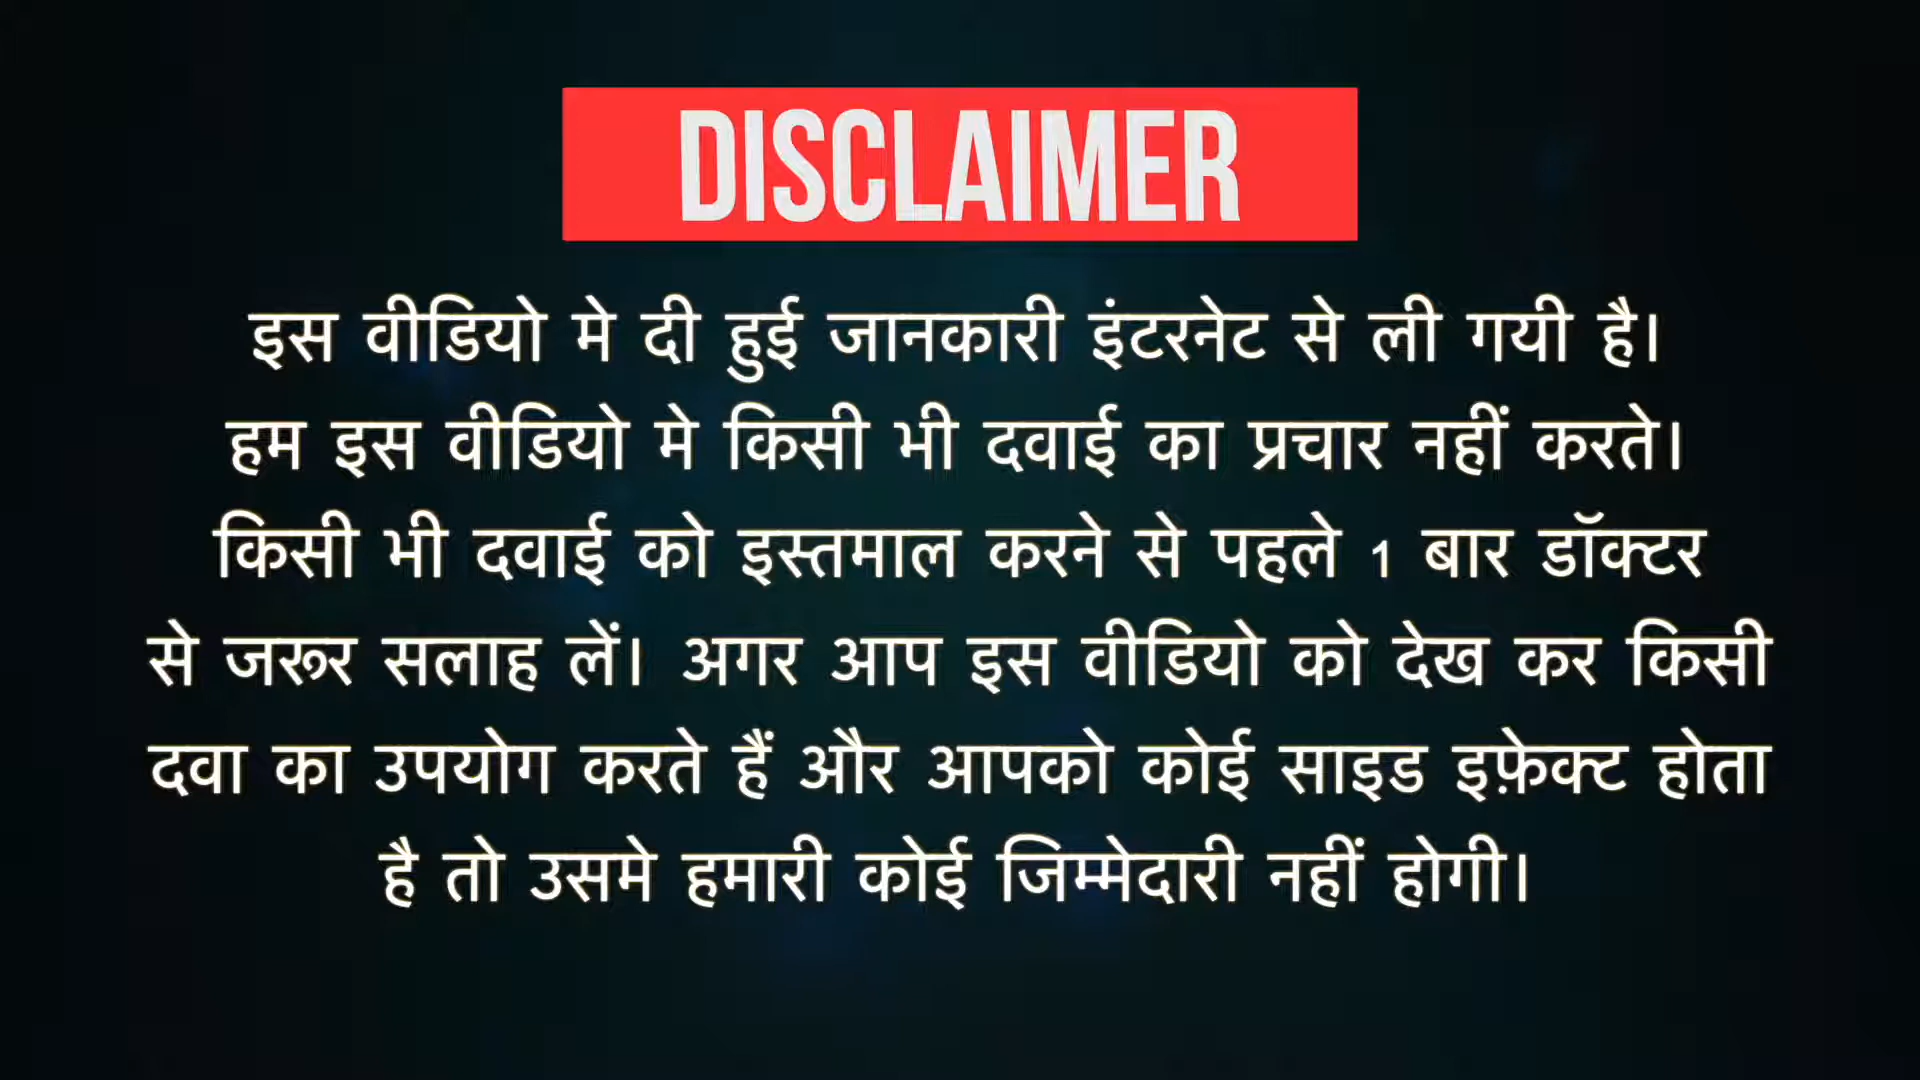 DISCLAIMER
इस वीडियो मे दी हुई जानकारी इंटरनेट से ली गयी है।
हम इस वीडियो मे किसी भी दवाई का प्रचार नहीं करते।
किसी भी दवाई को इस्तमाल करने से पहले 1 बार डॉक्टर
से जरूर सलाह लें। अगर आप इस वीडियो को देख कर किसी
दवा का उपयोग करते हैं और आपको कोई साइड इफ़ेक्ट होता
है तो उसमे हमारी कोई जिम्मेदारी नहीं होगी।